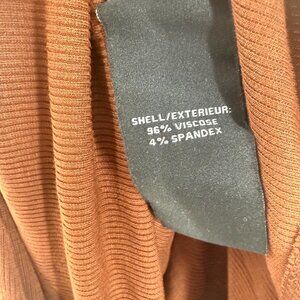 SHELL/EXTERIEUR:
96% VISCOSE
4% SPANDEX